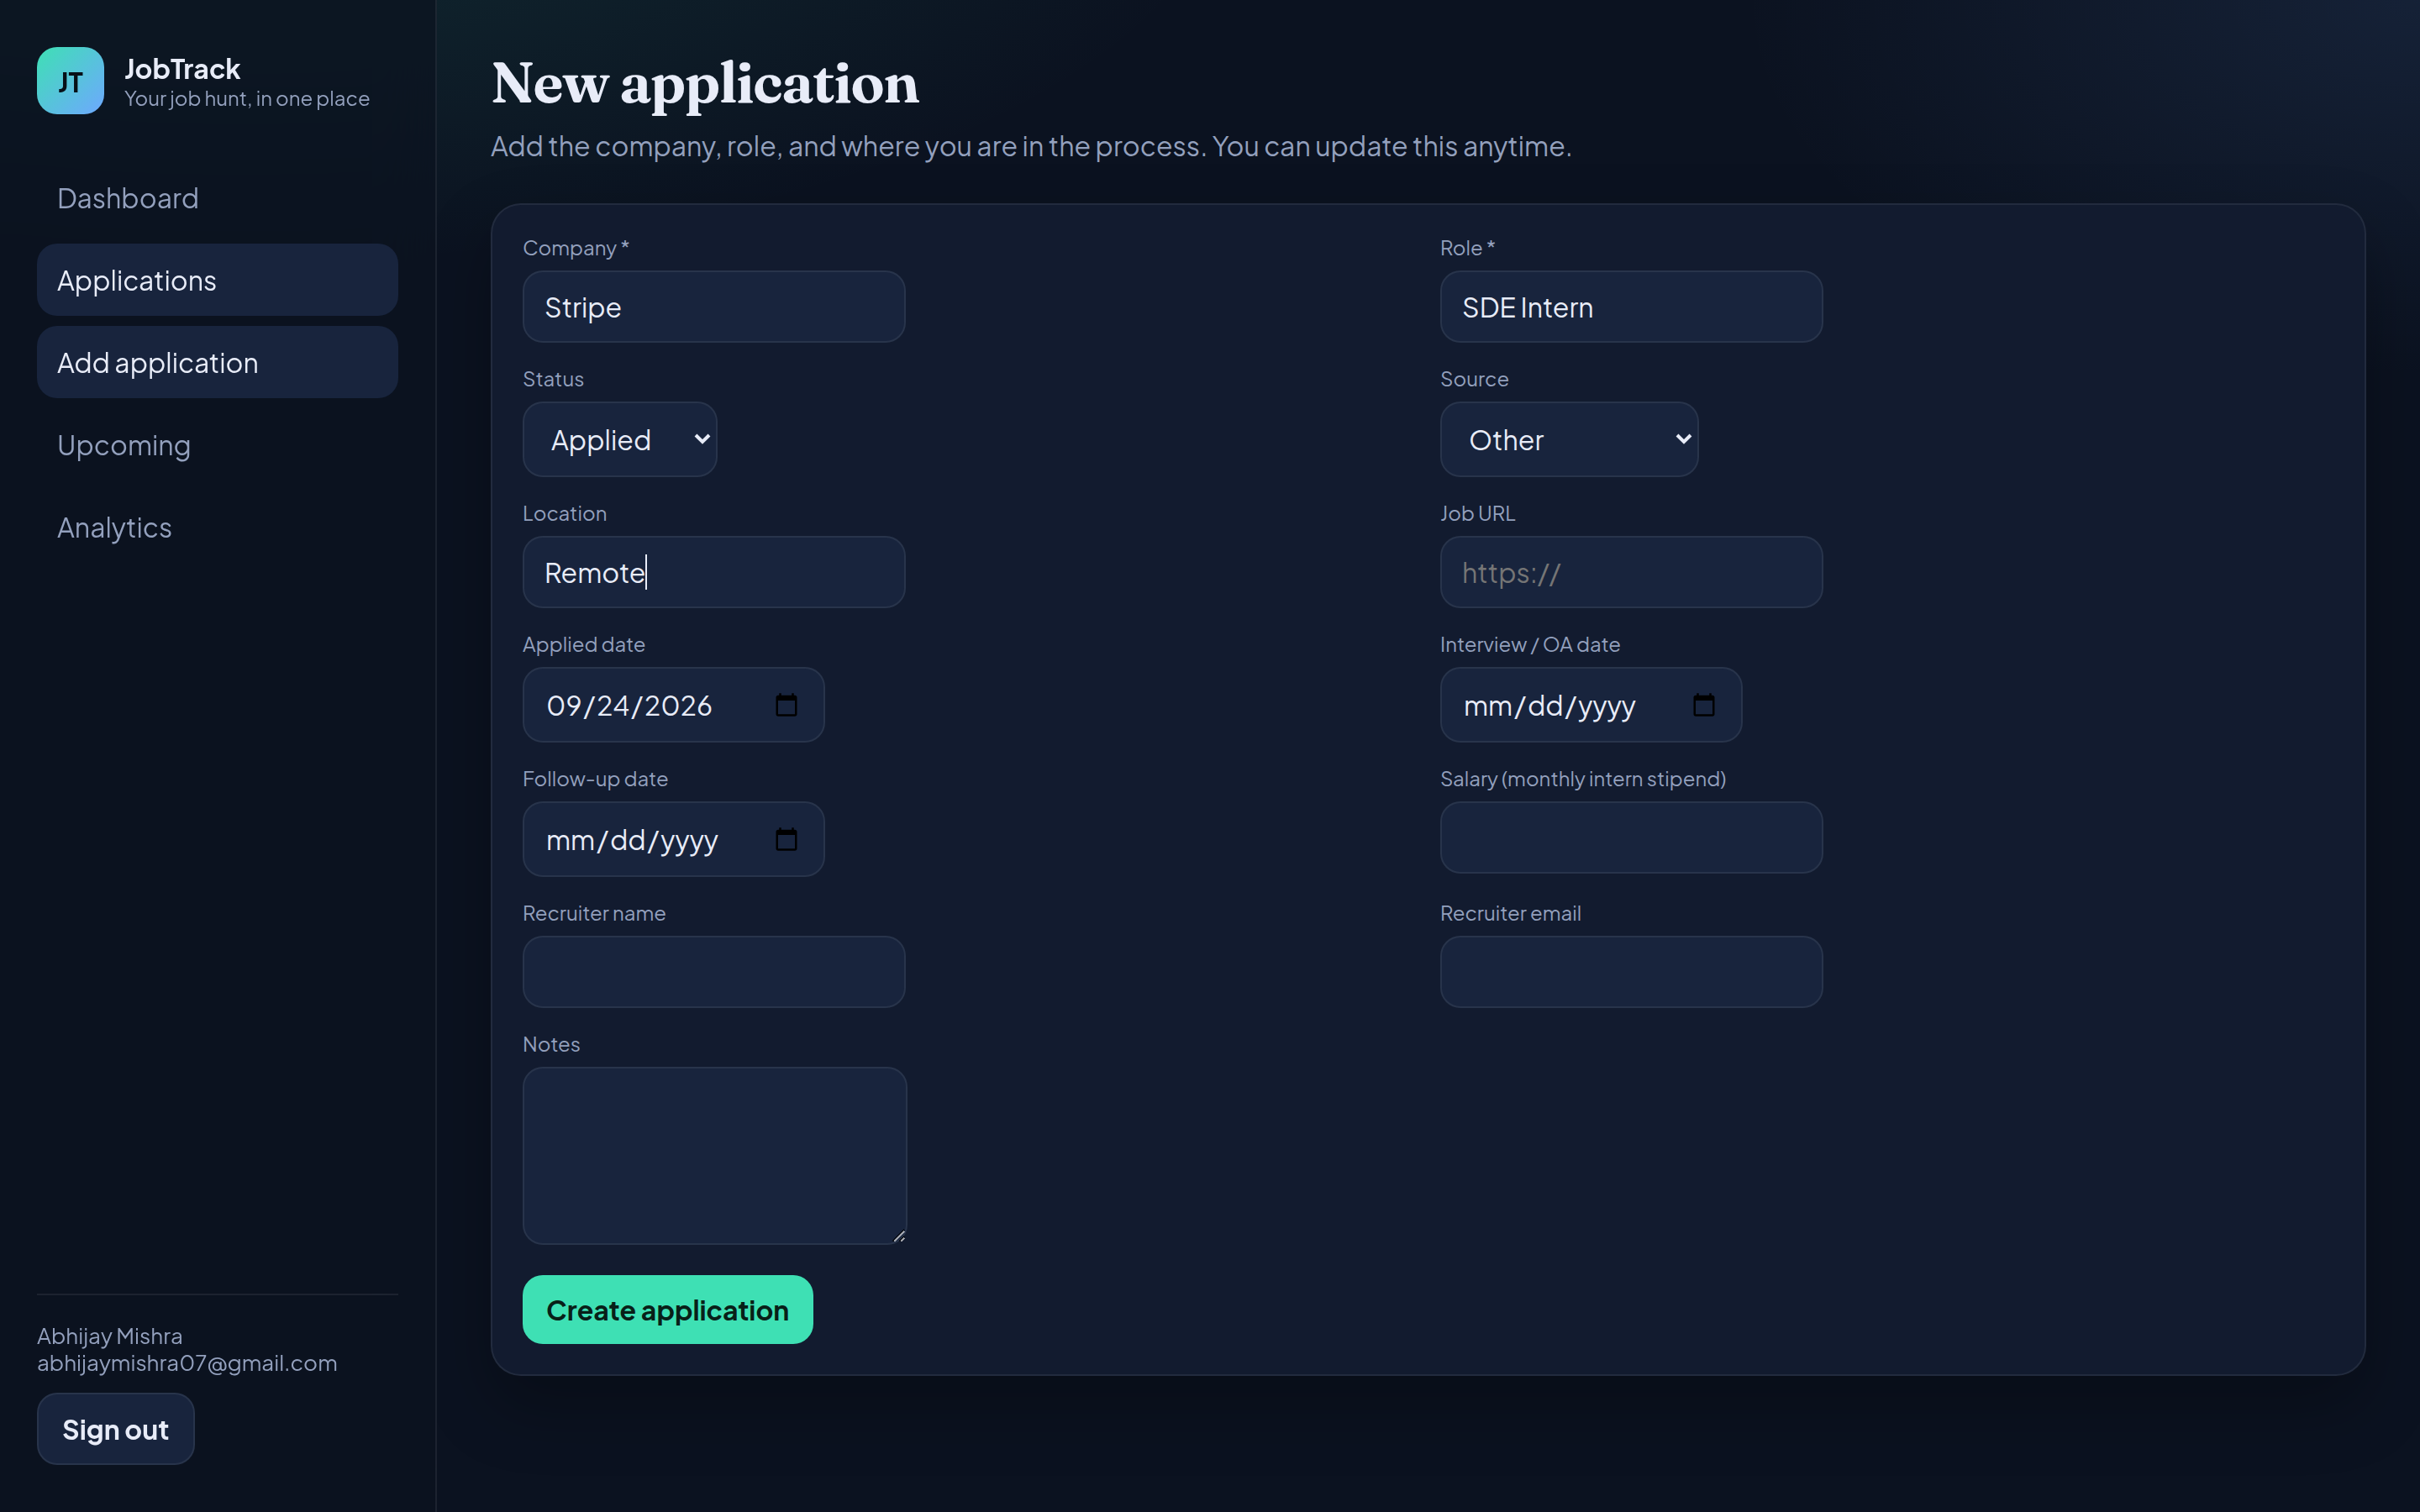 JT
JobTrack
Your job hunt, in one place
Dashboard
Applications
Add application
Upcoming
Analytics
Abhijay Mishra
abhijaymishra07@gmail.com
Sign out
New application
Add the company, role, and where you are in the process. You can update this anytime.
Company *
Stripe
Role *
SDE Intern
Status
Applied
Source
Other
Location
Remote
Job URL
https://
Applied date
09/24/2026
Interview / OA date
mm/dd/yyyy
Follow-up date
mm/dd/yyyy
Salary (monthly intern stipend)
Recruiter name
Recruiter email
Notes
Create application